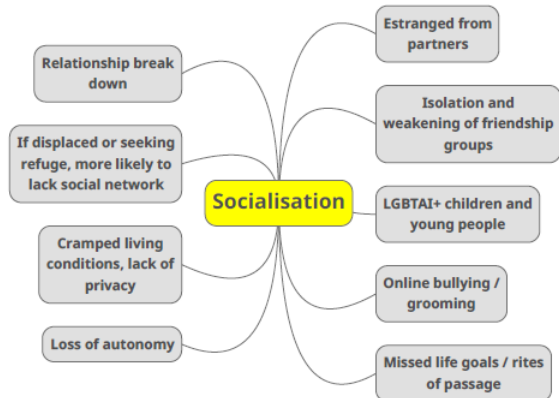 Relationship break
down
If displaced or seeking
refuge, more likely to
lack social network
Cramped living
conditions, lack of
privacy
Loss of autonomy
Socialisation
Estranged from
partners
Isolation and
weakening of friendship
groups
LGBTAI+ children and
young people
Online bullying /
grooming
Missed life goals / rites
of passage